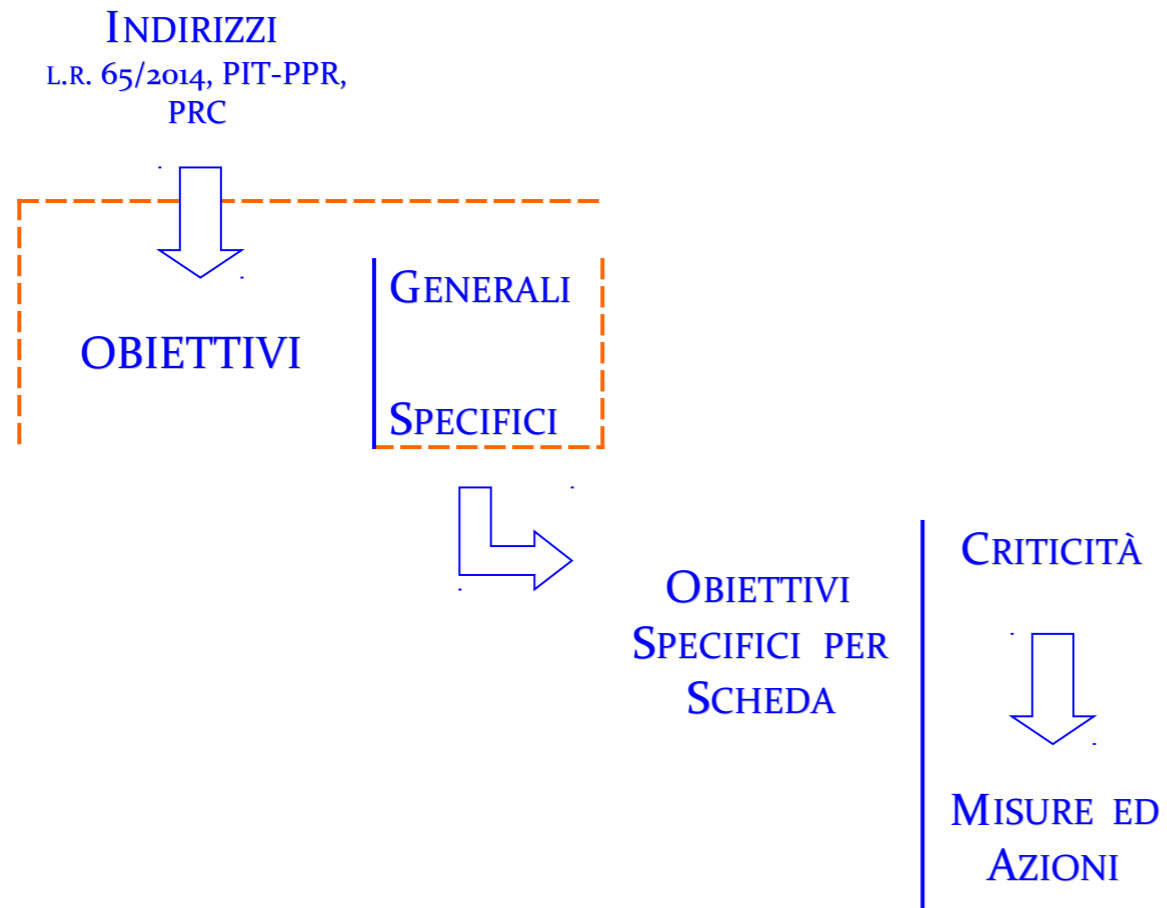 INDIRIZZI
L.R. 65/2014, PIT-PPR,
PRC
GENERALI
OBIETTIVI
SPECIFICI
OBIETTIVI
SPECIFICI PER
SCHEDA
CRITICITÀ
MISURE ED
AZIONI